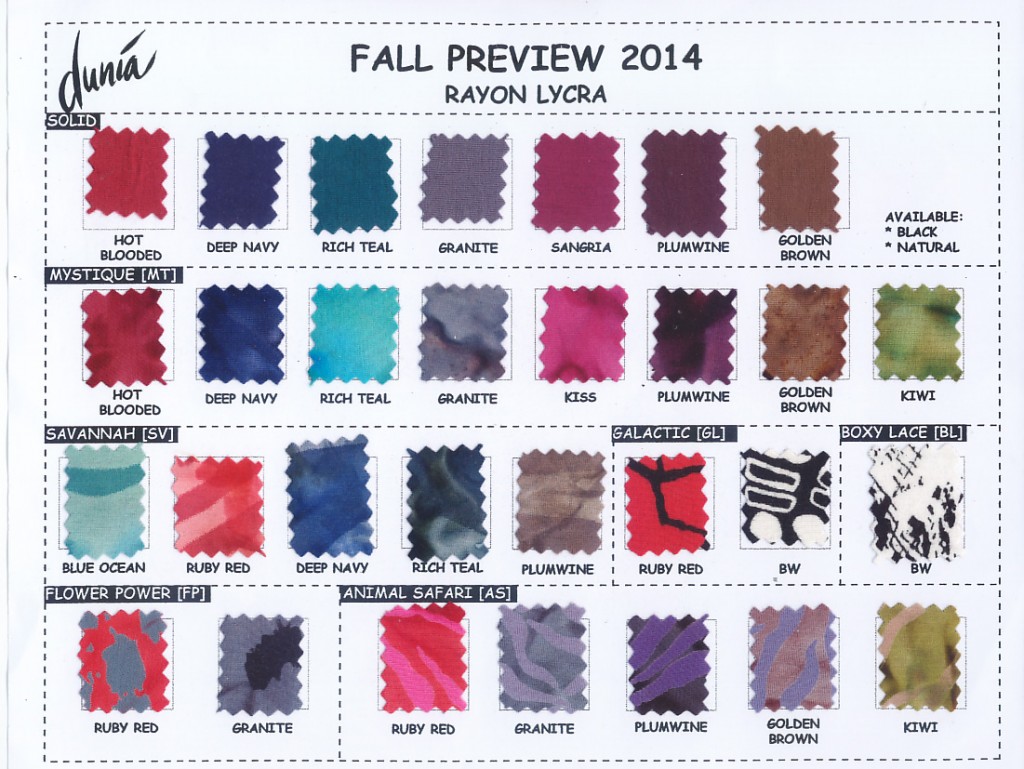 dunia
FALL PREVIEW 2014
RAYON LYCRA
SOLID
HOT
BLOODED
DEEP NAVY
RICH TEAL
GRANITE
SANGRIA
PLUMWINE
GOLDEN
BROWN
AVAILABLE:
* BLACK
* NATURAL
MYSTIQUE [MT]
HOT
BLOODED
DEEP NAVY
RICH TEAL
GRANITE
KISS
PLUMWINE
GOLDEN
BROWN
KIWI
SAVANNAH [SV]
BLUE OCEAN
RUBY RED
DEEP NAVY
RICH TEAL
PLUMWINE
GALACTIC [GL]
RUBY RED
BW
BOXY LACE [BL]
BW
FLOWER POWER [FP]
RUBY RED
GRANITE
ANIMAL SAFARI [AS]
RUBY RED
GRANITE
PLUMWINE
GOLDEN
BROWN
KIWI